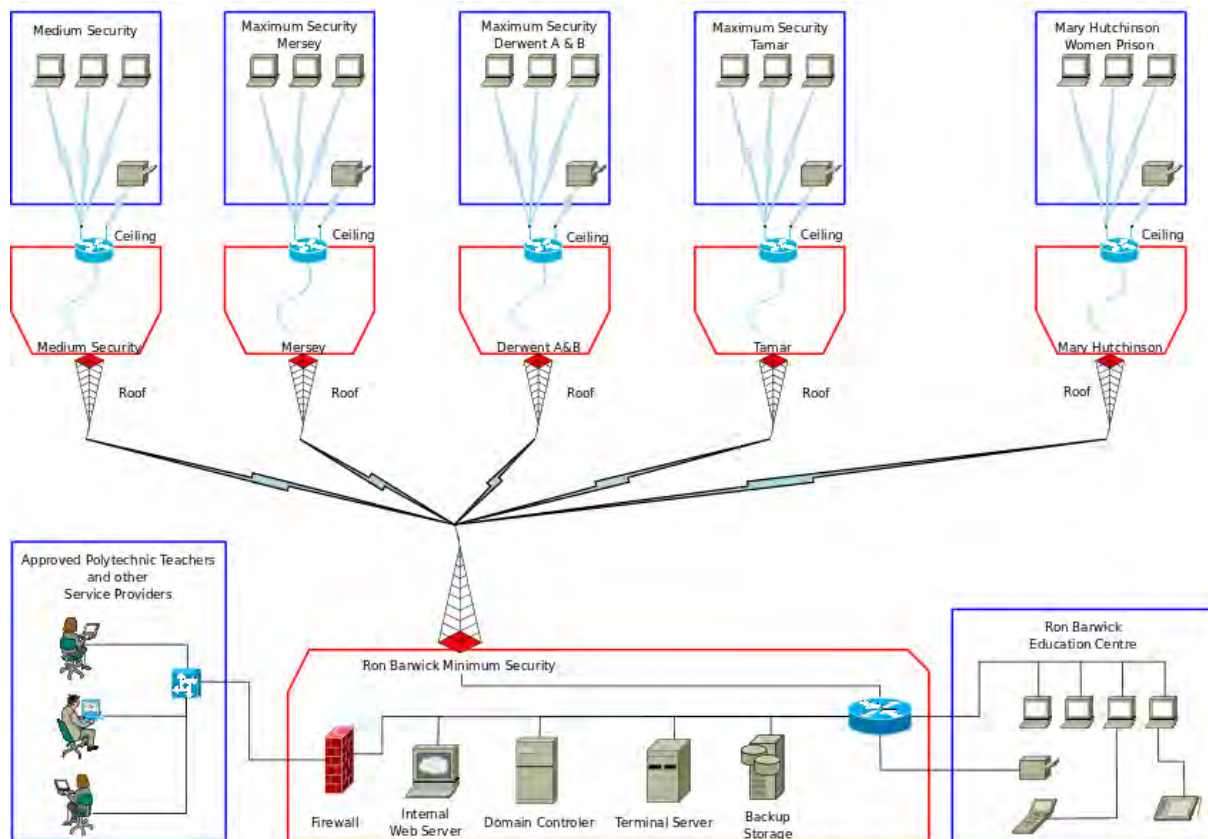 Medium Security
Maximum Security
Mersey
Maximum Security
Derwent A & B
Maximum Security
Tamar
Mary Hutchinson
Women Prison
Ceiling
Ceiling
Ceiling
Ceiling
Ceiling
Medium Security
Mersey
Derwent A&B
Tamar
Mary Hutchinson
Roof
Roof
Roof
Roof
Roof
Approved Polytechnic Teachers
and other
Service Providers
Ron Barwick Minimum Security
Ron Barwick
Education Centre
Firewall
Internal
Web Server
Domain Controler
Terminal Server
Backup
Storage